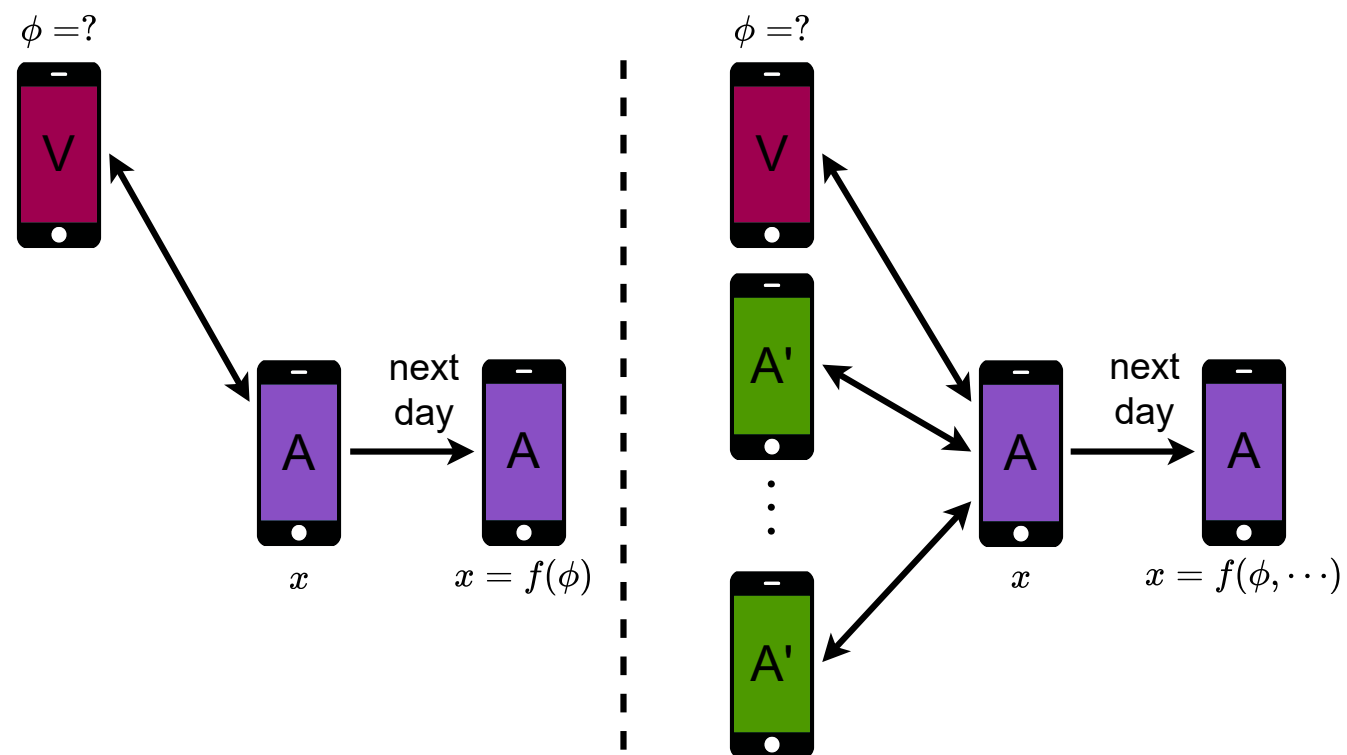 ϕ =?
V
A
next
day
A
x
x = f(ϕ)
ϕ =?
V
A'
⋮
A'
A
next
day
A
x
x = f(ϕ, ⋯)